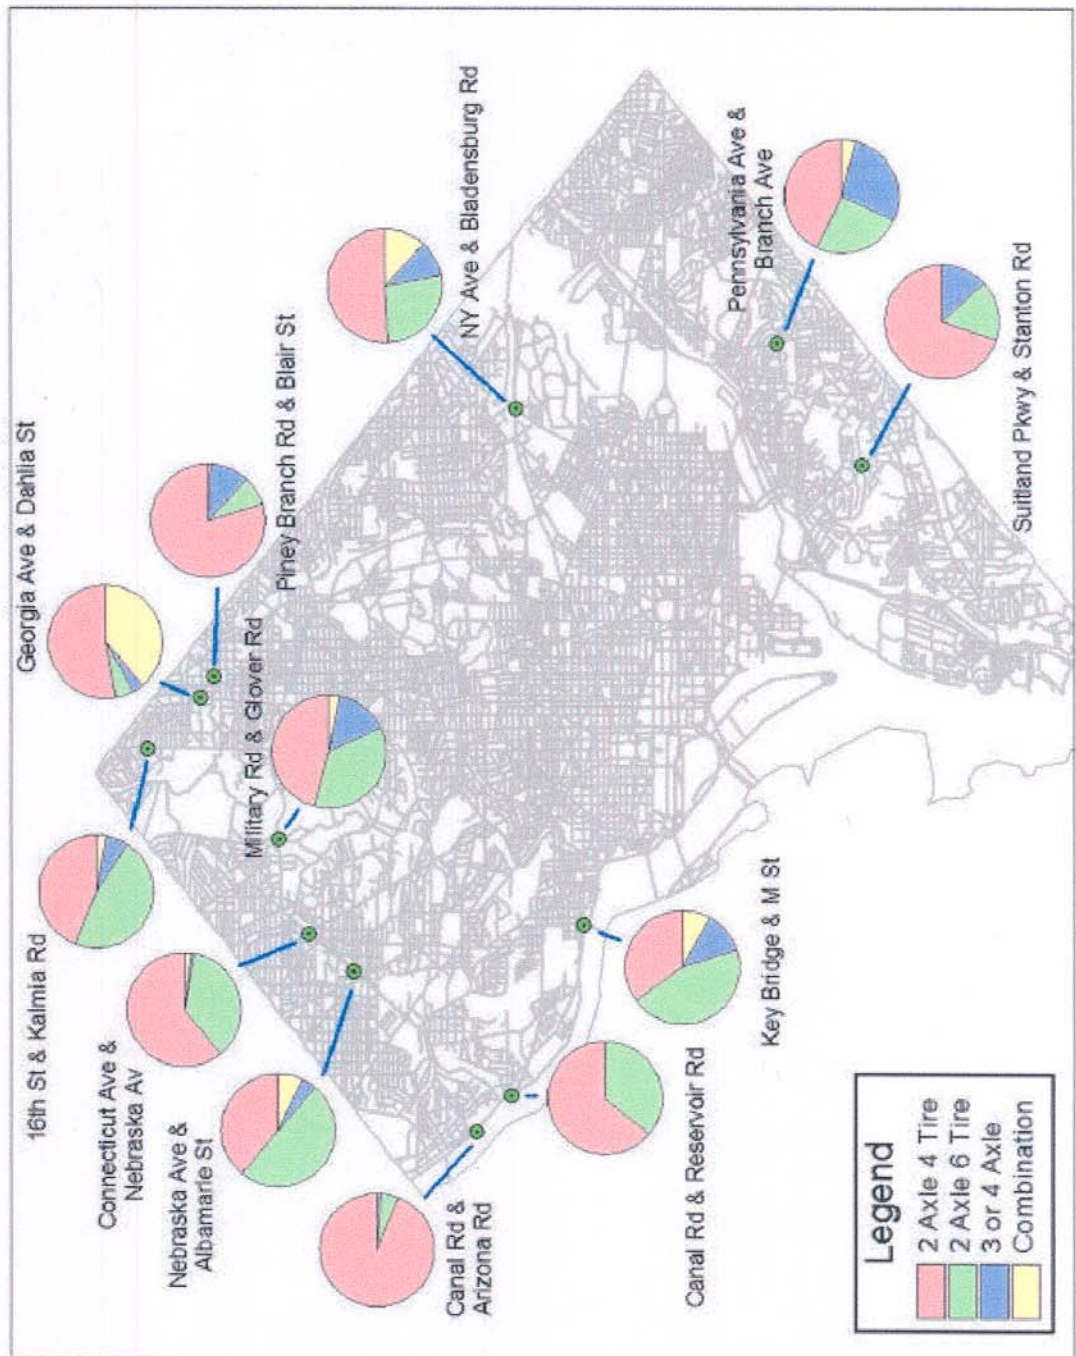 16th St & Kalmia Rd
Georgia Ave & Dahlia St
Connecticut Ave &
Nebraska Av
Piney Branch Rd & Blair St
Nebraska Ave &
Albamarle St
Military Rd & Glover Rd
NY Ave & Bladensburg Rd
Canal Rd &
Arizona Rd
Canal Rd & Reservoir Rd
Key Bridge & M St
Pennsylvania Ave &
Branch Ave
Suitland Pkwy & Stanton Rd
Legend
2 Axle 4 Tire
2 Axle 6 Tire
3 or 4 Axle
Combination